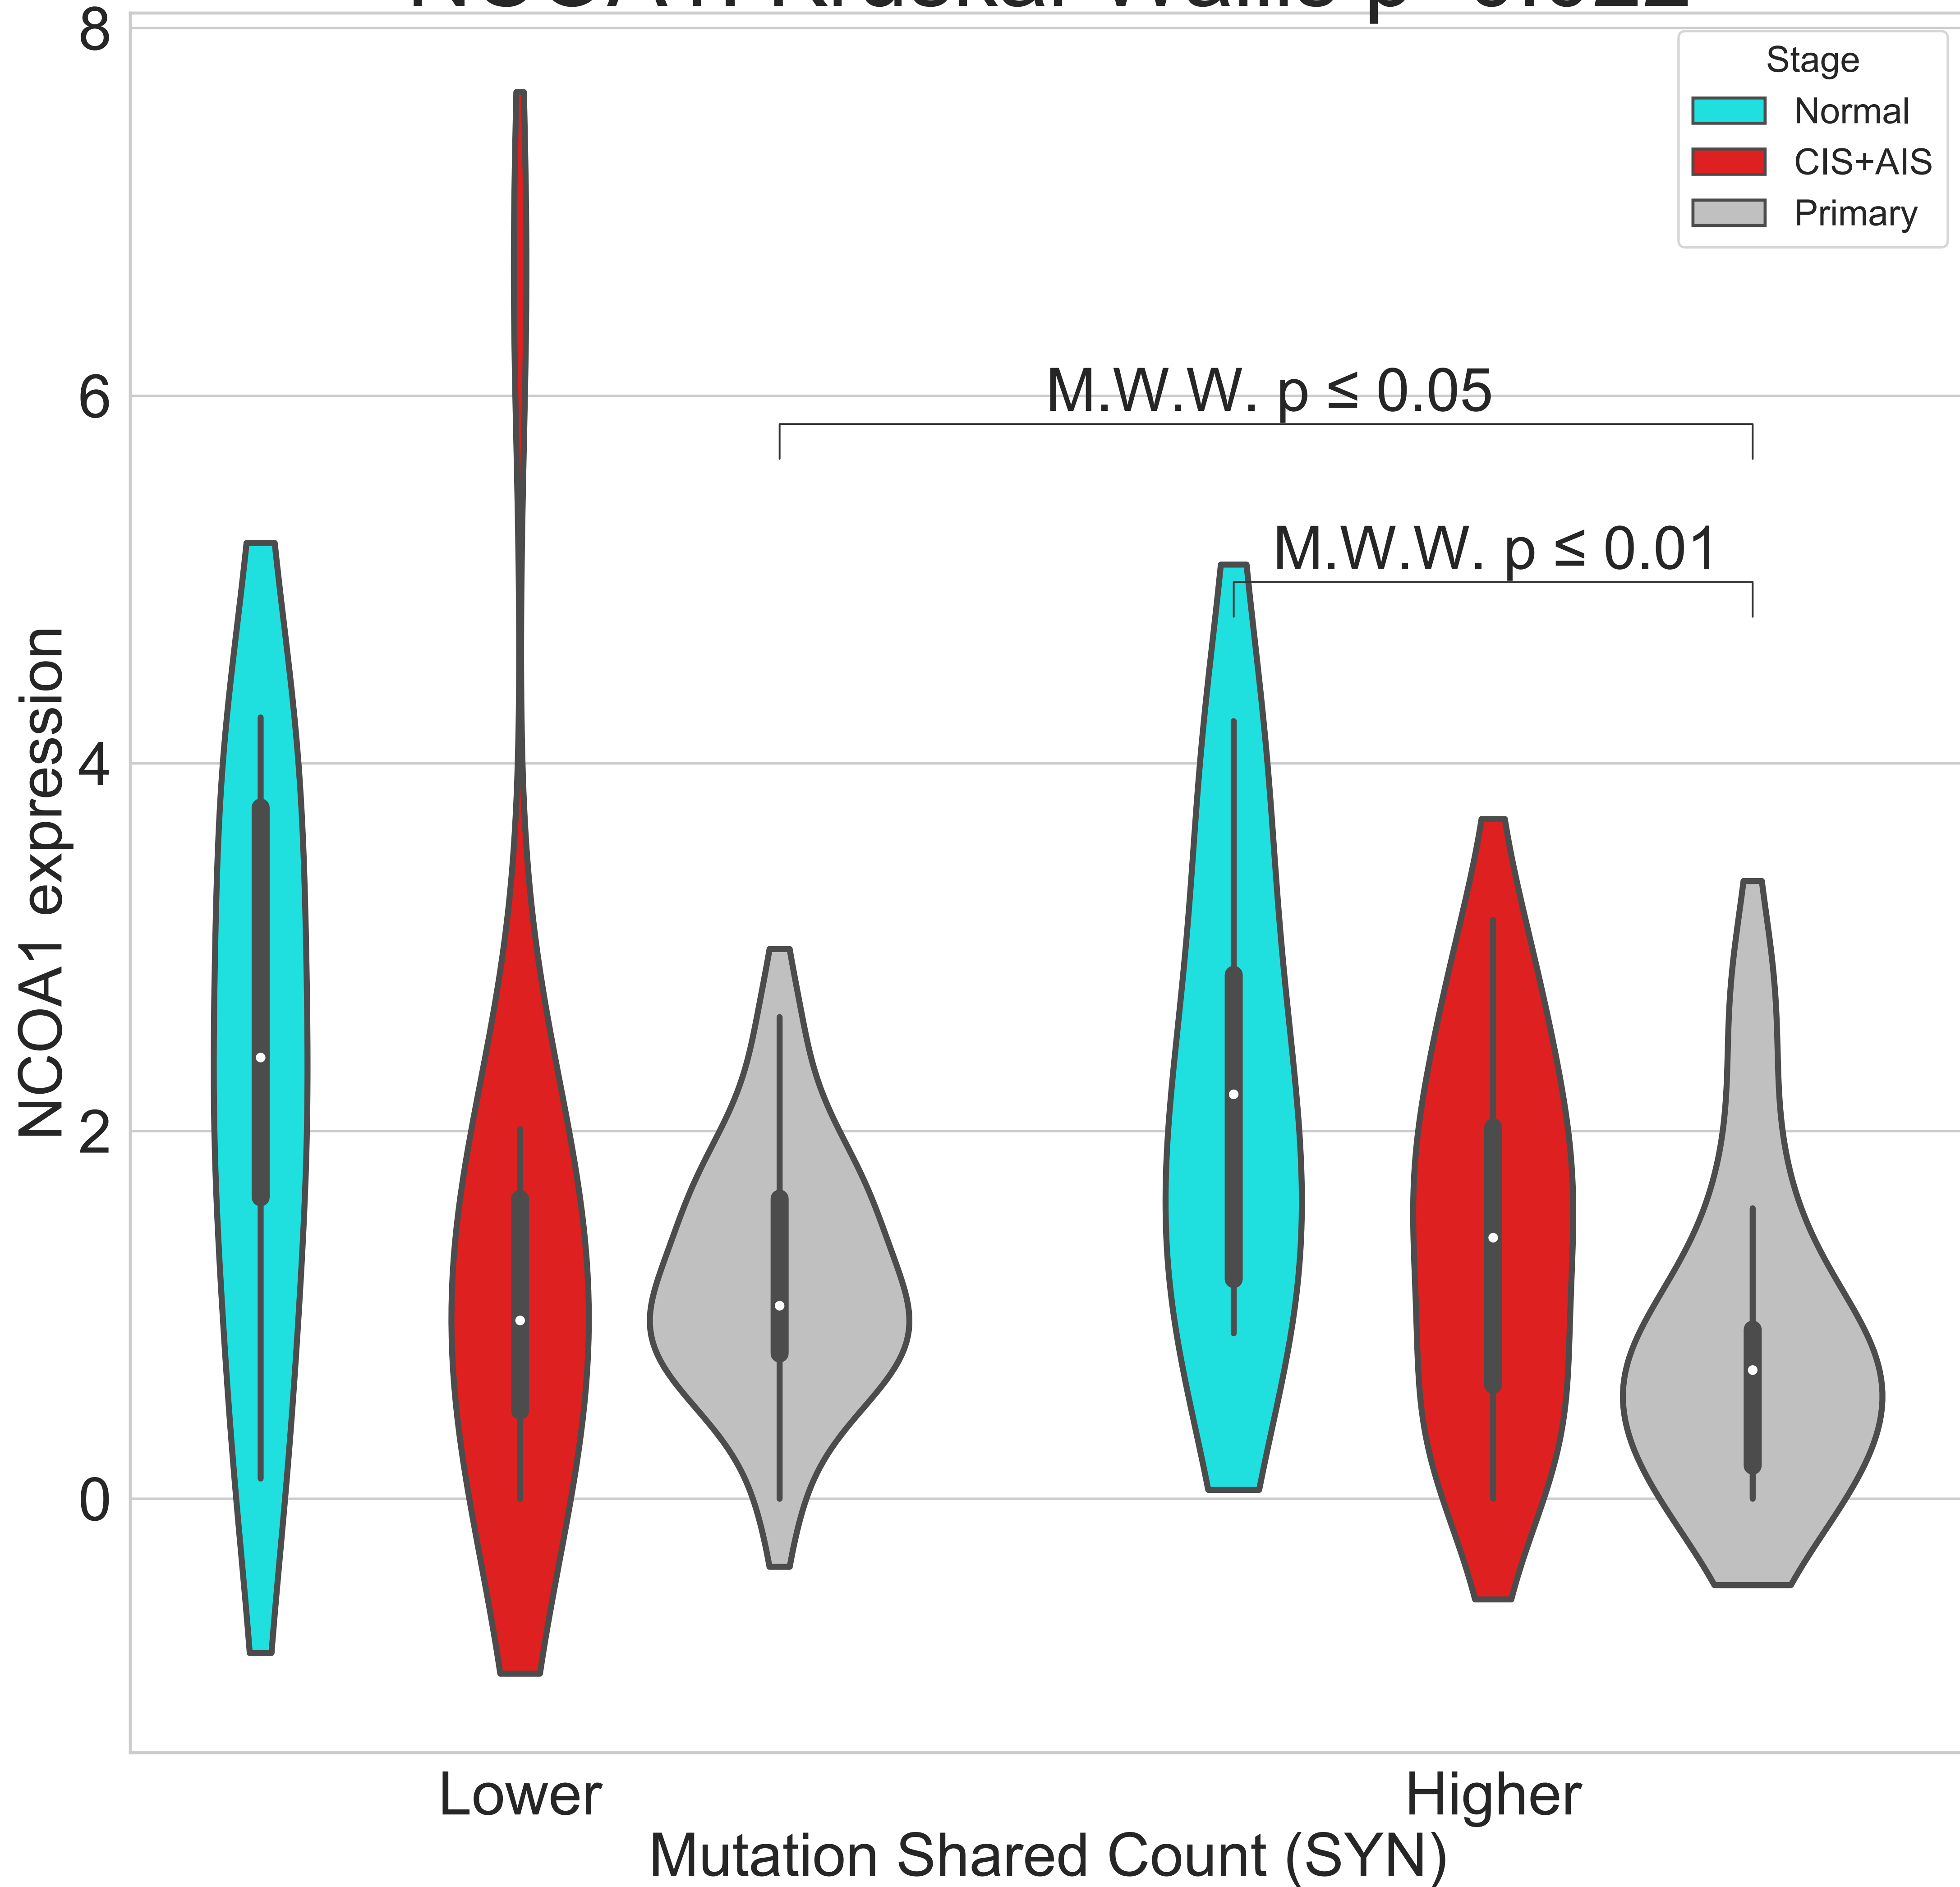 8
6
4
2
0
NCOA1 expression
Stage
Normal
CIS+AIS
Primary
M.W.W. p ≤ 0.05
M.W.W. p ≤ 0.01
Lower
Higher
Mutation Shared Count (SYN)